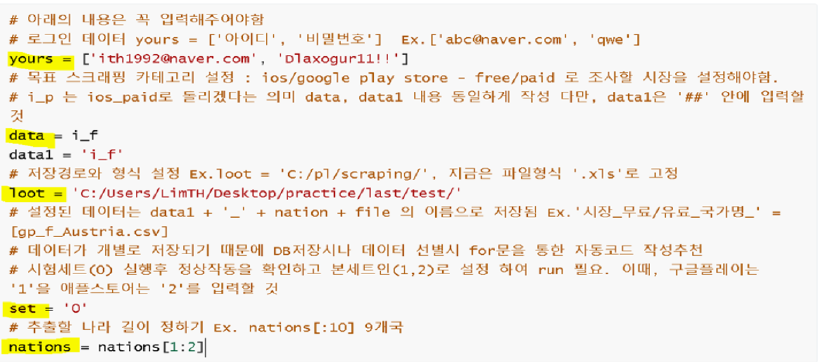 # 아래의 내용은 꼭 입력해주어야함
# 로그인 데이터 yours = ['아이디', '비밀번호']  Ex.['abc@naver.com', 'qwe']
yours = ['ith1992@naver.com', 'Dlaxogur11!!']
# 목표 스크래핑 카테고리 설정 : ios/google play store - free/paid 로 조사할 시장을 설정해야함.
# i_p 는 ios_paid로 돌리겠다는 의미 data, data1 내용 동일하게 작성 다만, data1은 '##' 안에 입력할
것
data = i_f
data1 = 'i_f'
# 저장경로와 형식 설정 Ex.loot = 'C:/pl/scraping/', 지금은 파일형식 '.xls'로 고정
loot = 'C:/Users/LimTH/Desktop/practice/last/test/'
# 설정된 데이터는 data1 + '_' + nation + file 의 이름으로 저장됨 Ex.'시장_무료/유료_국가명_' =
[gp_f_Austria.csv]
# 데이터가 개별로 저장되기 때문에 DB저장시나 데이터 선별시 for문을 통한 자동코드 작성추천
# 시험세트(0) 실행후 정상작동을 확인하고 본세트인(1,2)로 설정 하여 run 필요. 이때, 구글플레이는
'1'을 애플스토어는 '2'를 입력할 것
set = '0'
# 추출할 나라 길이 정하기 Ex. nations[:10] 9개국
nations = nations[1:2]